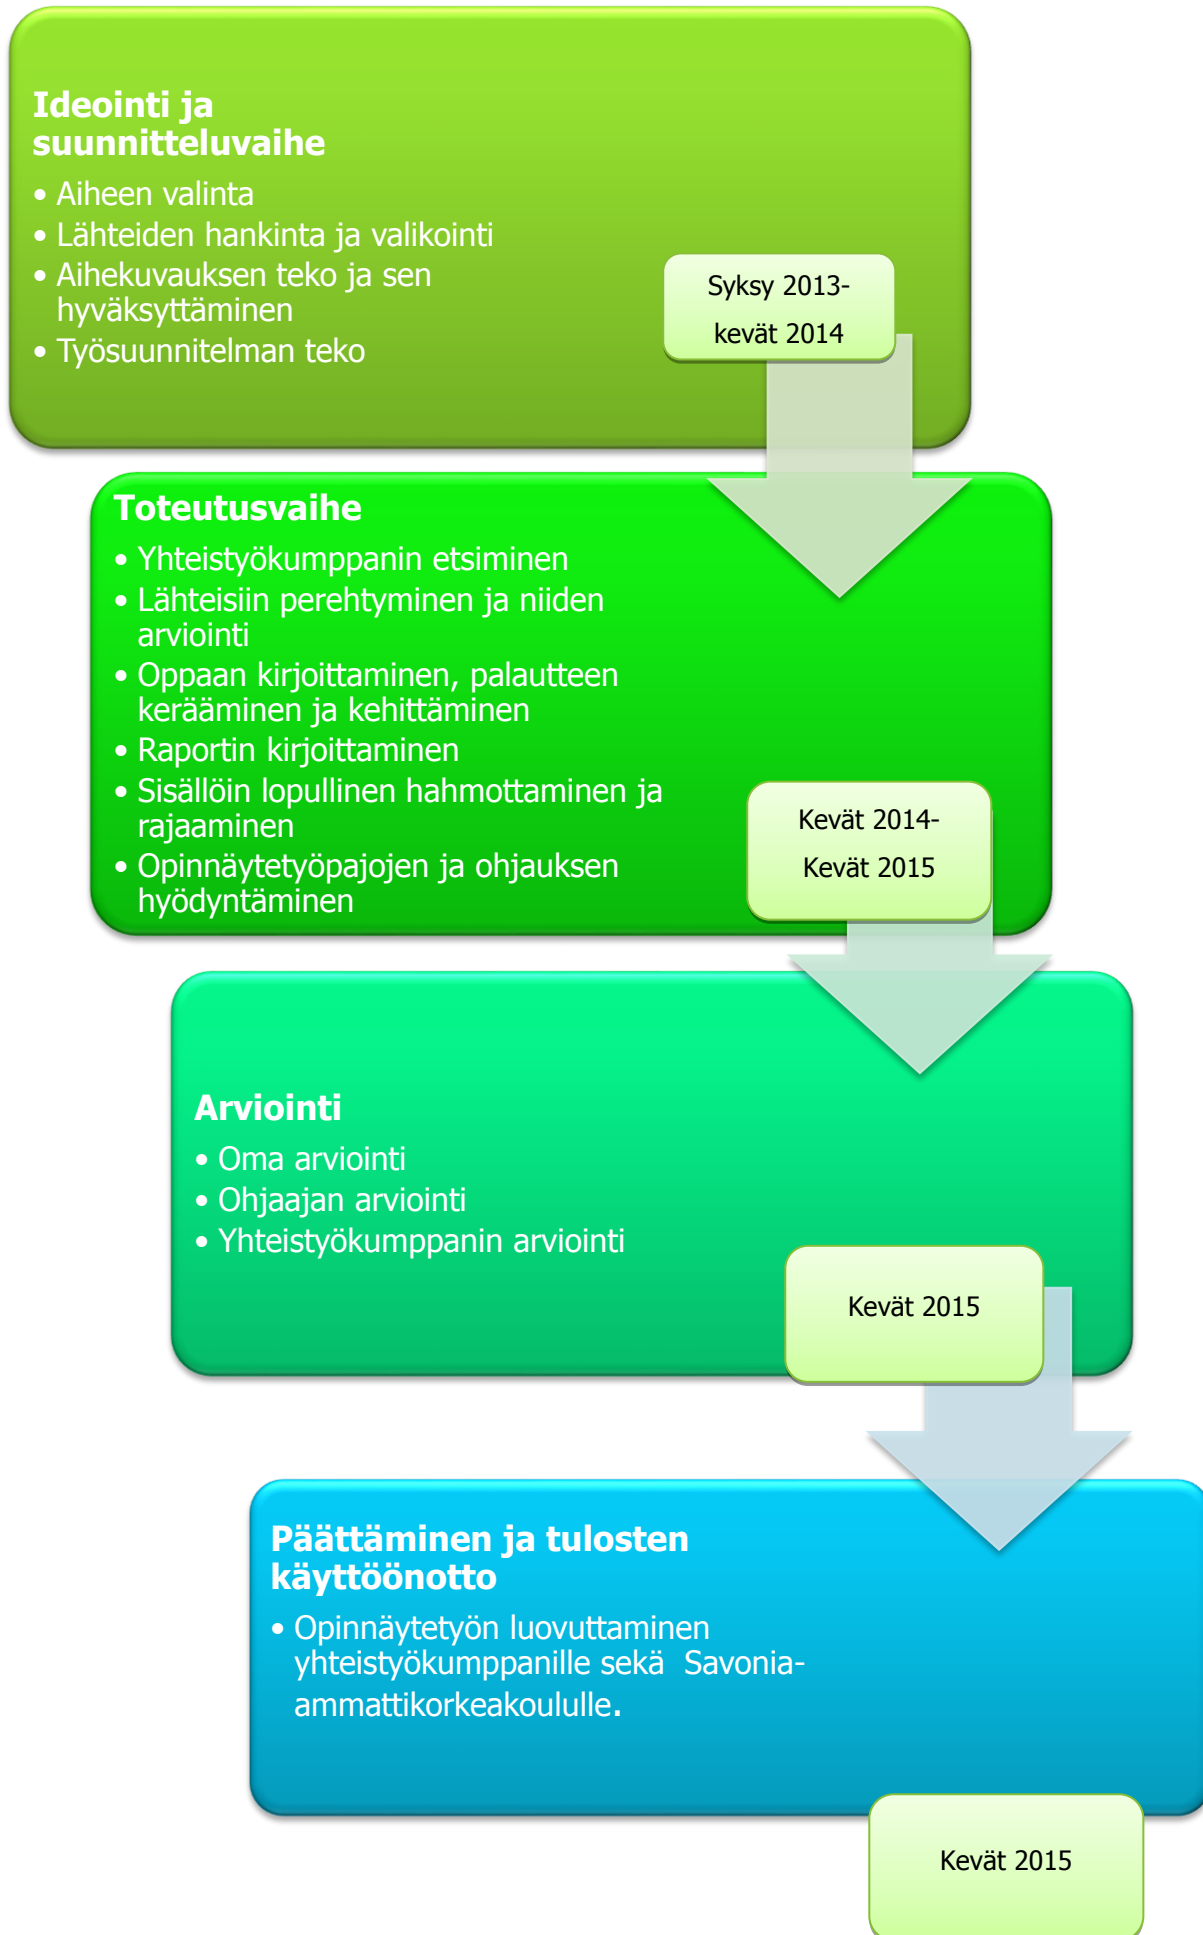 Ideointi ja
suunnitteluvaihe
• Aiheen valinta
• Lähteiden hankinta ja valikointi
• Aihekuvauksen teko ja sen
hyväksyttäminen
• Työsuunnitelman teko
Syksy 2013-
kevät 2014
Toteutusvaihe
• Yhteistyökumppanin etsiminen
• Lähteisiin perehtyminen ja niiden
arviointi
• Oppaan kirjoittaminen, palautteen
kerääminen ja kehittäminen
• Raportin kirjoittaminen
• Sisällöin lopullinen hahmottaminen ja
rajaaminen
• Opinnäytetyöpajojen ja ohjauksen
hyödyntäminen
Kevät 2014-
Kevät 2015
Arviointi
• Oma arviointi
• Ohjaajan arviointi
• Yhteistyökumppanin arviointi
Kevät 2015
Päättäminen ja tulosten
käyttöönotto
• Opinnäytetyön luovuttaminen
yhteistyökumppanille sekä Savonia-
ammattikorkeakoululle.
Kevät 2015